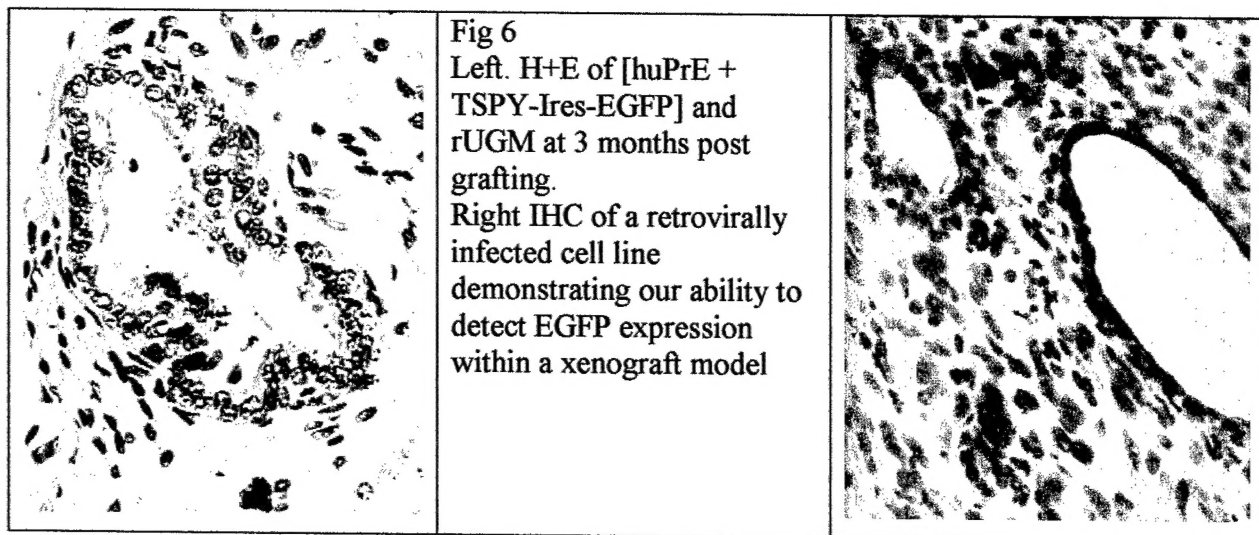 Fig 6
Left. H+E of [huPrE +
TSPY-Ires-EGFP] and
rUGM at 3 months post
grafting.
Right IHC of a retrovirally
infected cell line
demonstrating our ability to
detect EGFP expression
within a xenograft model